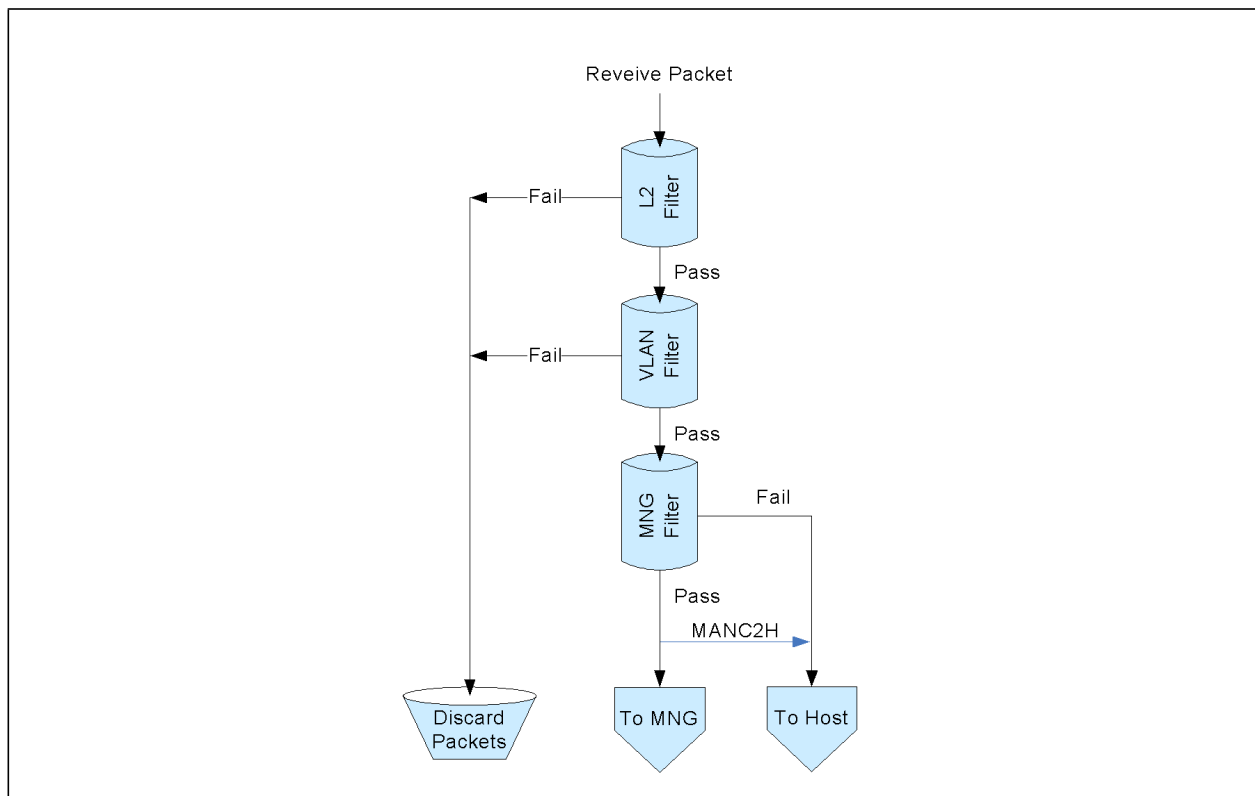 Reveive Packet
L2
Filter
Fail
Pass
VLAN
Filter
Fail
Pass
MNG
Filter
Fail
Pass
MANC2H
Discard
Packets
To MNG
To Host